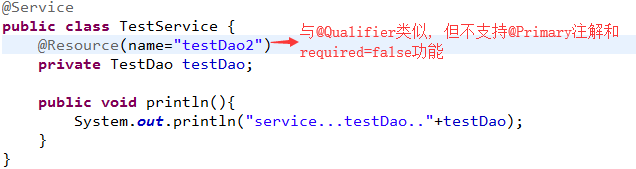 @Service
public class TestService {
@Resource(name="testDao2")
与@Qualifier类似, 但不支持@Primary注解和
required=false功能
private TestDao testDao;
public void println(){
System.out.println("service...testDao.."+testDao);
}
}